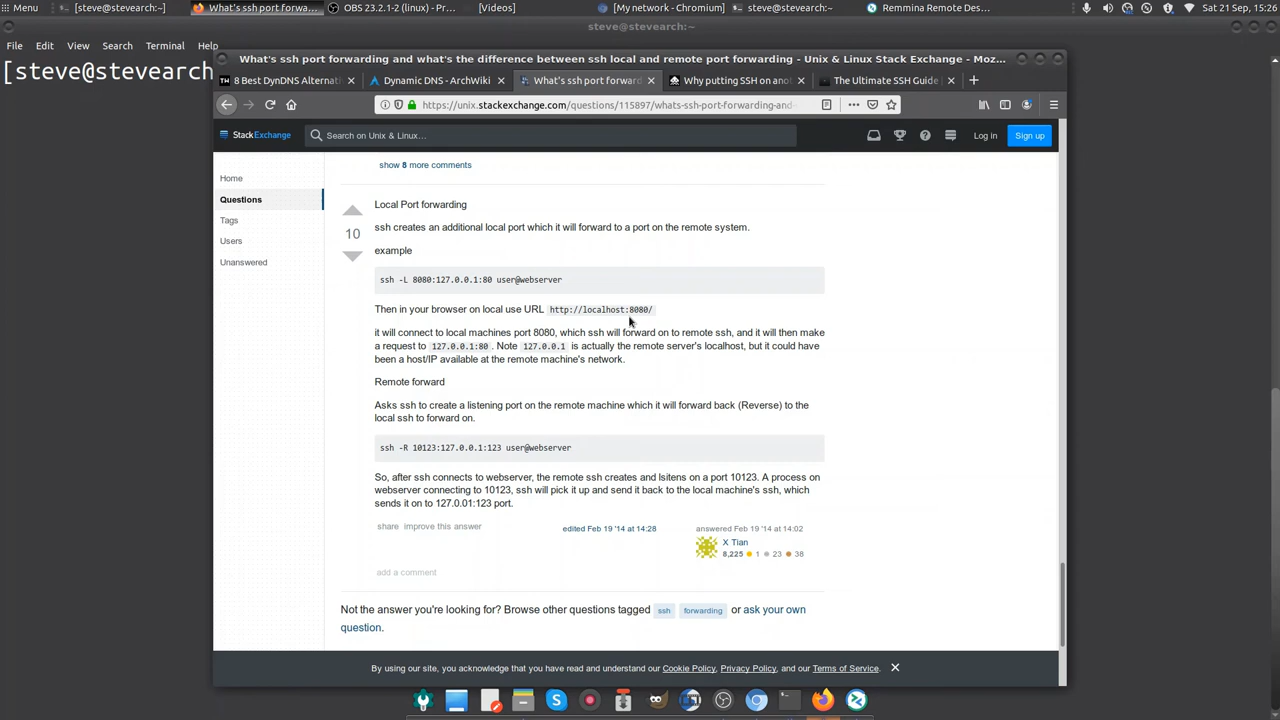 Menu
[steve@stevearch:~]
What's ssh port forwa...
OBS 23.2.1-2 (linux) - Pr...
[Videos]
[My network - Chromium]
steve@stevearch:~
steve@stevearch:~
Remmina Remote Des...
Sat 21 Sep, 15:26
steve@stevearch:~
File Edit View Search Terminal Help
[steve@stevearch
What's ssh port forwarding and what's the difference between ssh local and remote port forwarding - Unix & Linux Stack Exchange - Moz...
8 Best DynDNS Alternati
Dynamic DNS - ArchWiki
What's ssh port forward
Why putting SSH on anot
The Ultimate SSH Guide
https://unix.stackexchange.com/questions/115897/whats-ssh-port-forwarding-and-
StackExchange
Search on Unix & Linux…
Log in
Sign up
Home
Questions
Tags
Users
Unanswered
show 8 more comments
Local Port forwarding
10
ssh creates an additional local port which it will forward to a port on the remote system.
example
ssh -L 8080:127.0.0.1:80 user@webserver
Then in your browser on local use URL http://localhost:8080/
it will connect to local machines port 8080, which ssh will forward on to remote ssh, and it will then make
a request to 127.0.0.1:80 . Note 127.0.0.1 is actually the remote server's localhost, but it could have
been a host/IP available at the remote machine's network.
Remote forward
Asks ssh to create a listening port on the remote machine which it will forward back (Reverse) to the
local ssh to forward on.
ssh -R 10123:127.0.0.1:123 user@webserver
So, after ssh connects to webserver, the remote ssh creates and lsitens on a port 10123. A process on
webserver connecting to 10123, ssh will pick it up and send it back to the local machine's ssh, which
sends it on to 127.0.01:123 port.
share improve this answer
edited Feb 19 '14 at 14:28
answered Feb 19 '14 at 14:02
X Tian
8,225 1 23 38
add a comment
Not the answer you're looking for? Browse other questions tagged ssh forwarding or ask your own
question.
By using our site, you acknowledge that you have read and understand our Cookie Policy, Privacy Policy, and our Terms of Service.